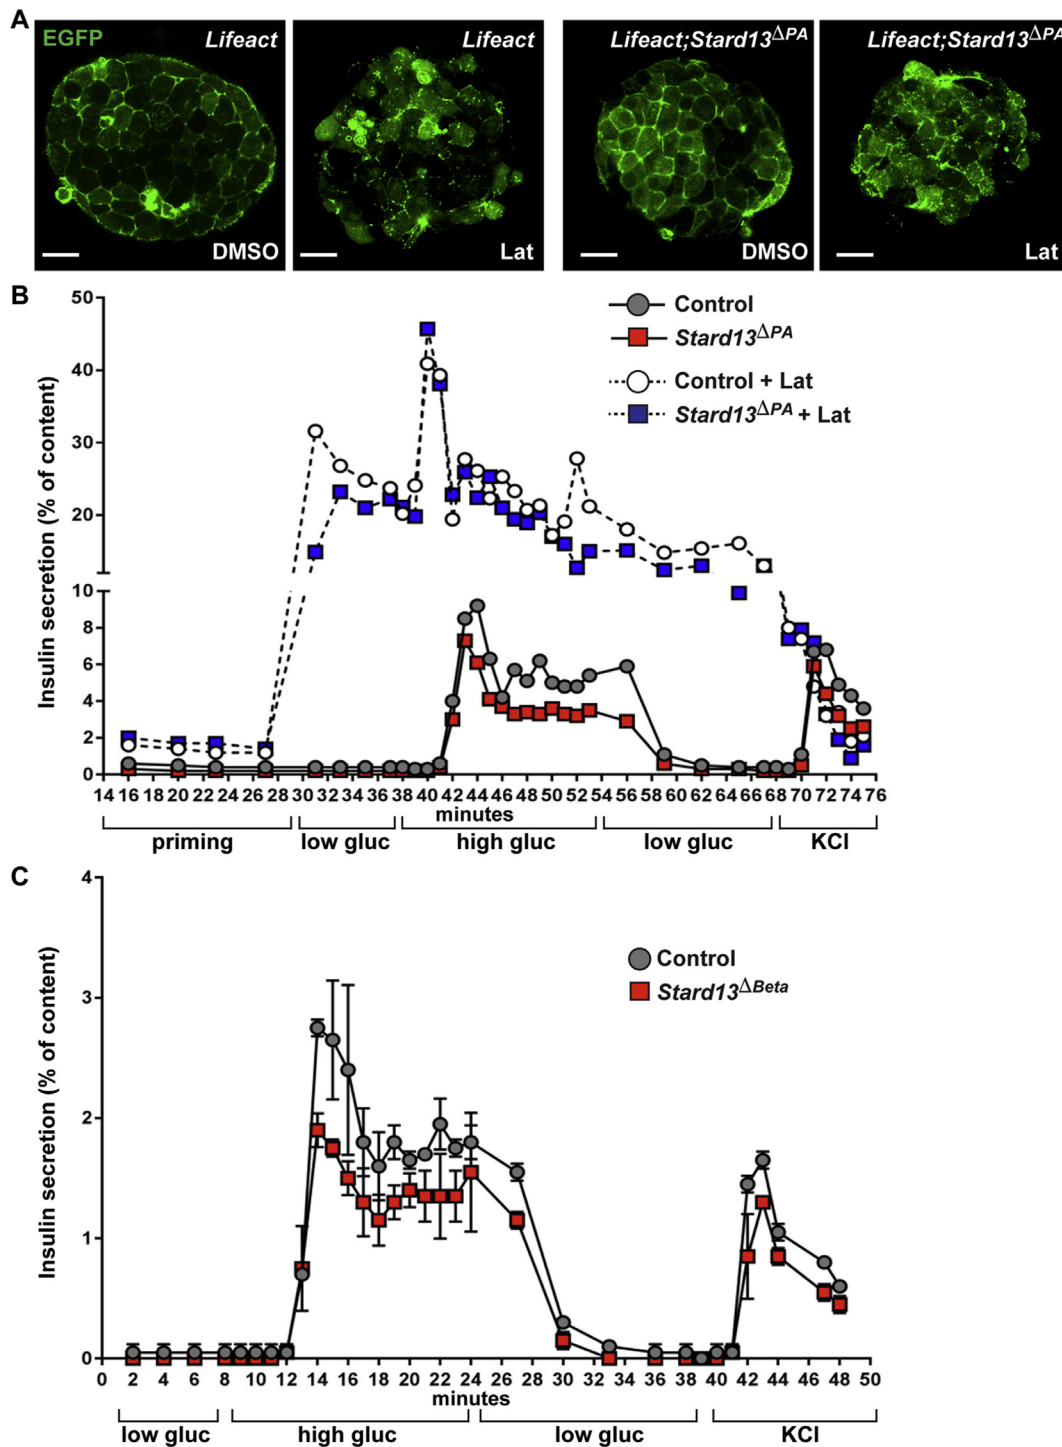 A
EGFP
Lifeact
DMSO
Lifeact
Lat
Lifeact;Stard13ΔPA
DMSO
Lifeact;Stard13ΔPA
Lat
B
Insulin secretion (% of content)
50
40
30
20
10
8
6
4
2
0
Control
Stard13ΔPA
Control + Lat
Stard13ΔPA + Lat
14 16 18 20 22 24 26 28 30 32 34 36 38 40 42 44 46 48 50 52 54 56 58 60 62 64 66 68 70 72 74 76
minutes
priming low gluc high gluc low gluc KCl
C
Insulin secretion (% of content)
4
3
2
1
0
Control
Stard13ΔBeta
0 2 4 6 8 10 12 14 16 18 20 22 24 26 28 30 32 34 36 38 40 42 44 46 48 50
minutes
low gluc high gluc low gluc KCl